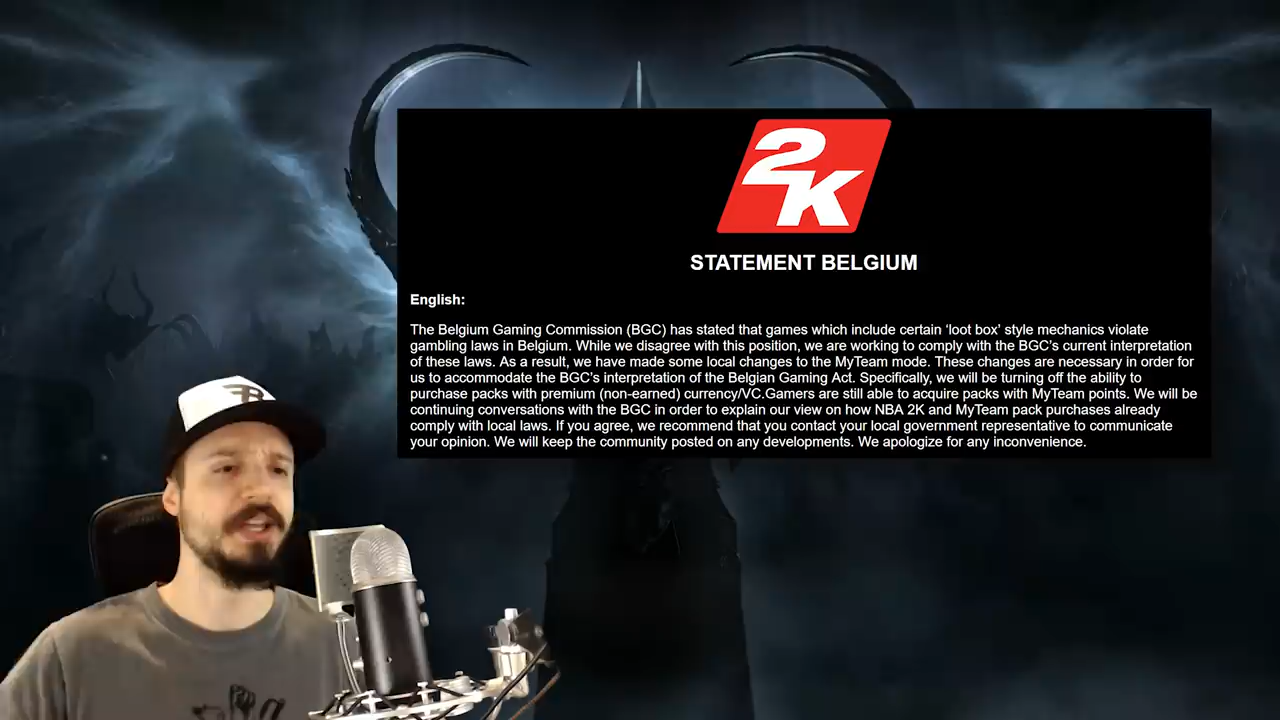 2K
STATEMENT BELGIUM
English:
The Belgium Gaming Commission (BGC) has stated that games which include certain ‘loot box’ style mechanics violate
gambling laws in Belgium. While we disagree with this position, we are working to comply with the BGC’s current interpretation
of these laws. As a result, we have made some local changes to the MyTeam mode. These changes are necessary in order for
us to accommodate the BGC’s interpretation of the Belgian Gaming Act. Specifically, we will be turning off the ability to
purchase packs with premium (non-earned) currency/VC.Gamers are still able to acquire packs with MyTeam points. We will be
continuing conversations with the BGC in order to explain our view on how NBA 2K and MyTeam pack purchases already
comply with local laws. If you agree, we recommend that you contact your local government representative to communicate
your opinion. We will keep the community posted on any developments. We apologize for any inconvenience.